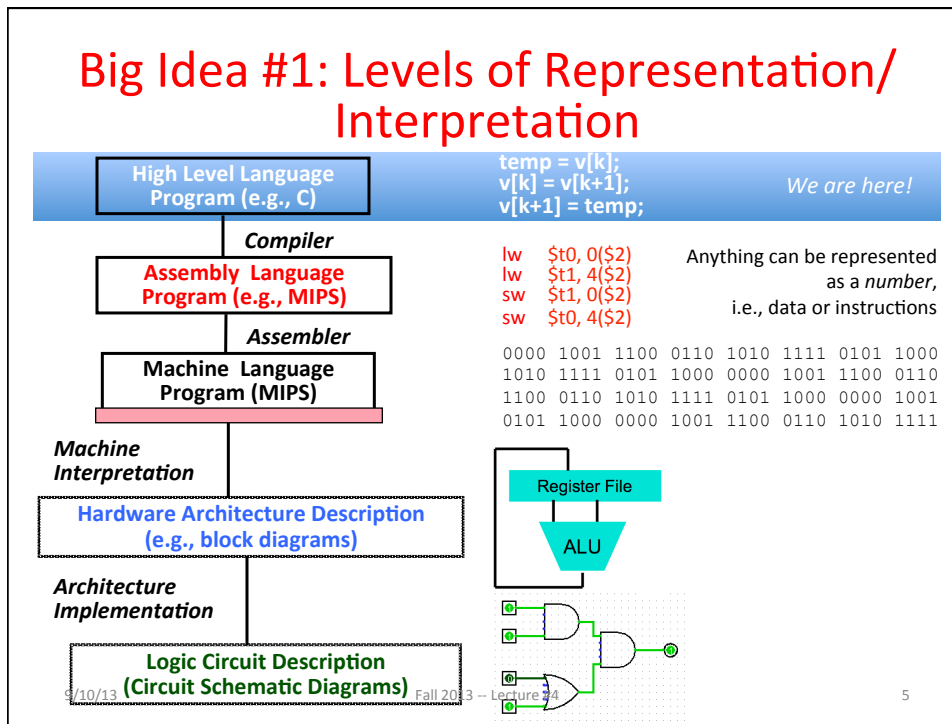 Big Idea #1: Levels of Representation/
Interpretation
High Level Language
Program (e.g., C)
temp = v[k];
v[k] = v[k+1];
v[k+1] = temp;
We are here!
Compiler
Assembly Language
Program (e.g., MIPS)
lw $t0, 0($2)
lw $t1, 4($2)
sw $t1, 0($2)
sw $t0, 4($2)
Anything can be represented
as a number,
i.e., data or instructions
Assembler
Machine Language
Program (MIPS)
0000 1001 1100 0110 1010 1111 0101 1000
1010 1111 0101 1000 0000 1001 1100 0110
1100 0110 1010 1111 0101 1000 0000 1001
0101 1000 0000 1001 1100 0110 1010 1111
Machine
Interpretation
Register File
ALU
Hardware Architecture Description
(e.g., block diagrams)
Architecture
Implementation
Logic Circuit Description
(Circuit Schematic Diagrams)
9/10/13
Fall 2013 -- Lecture #4
5